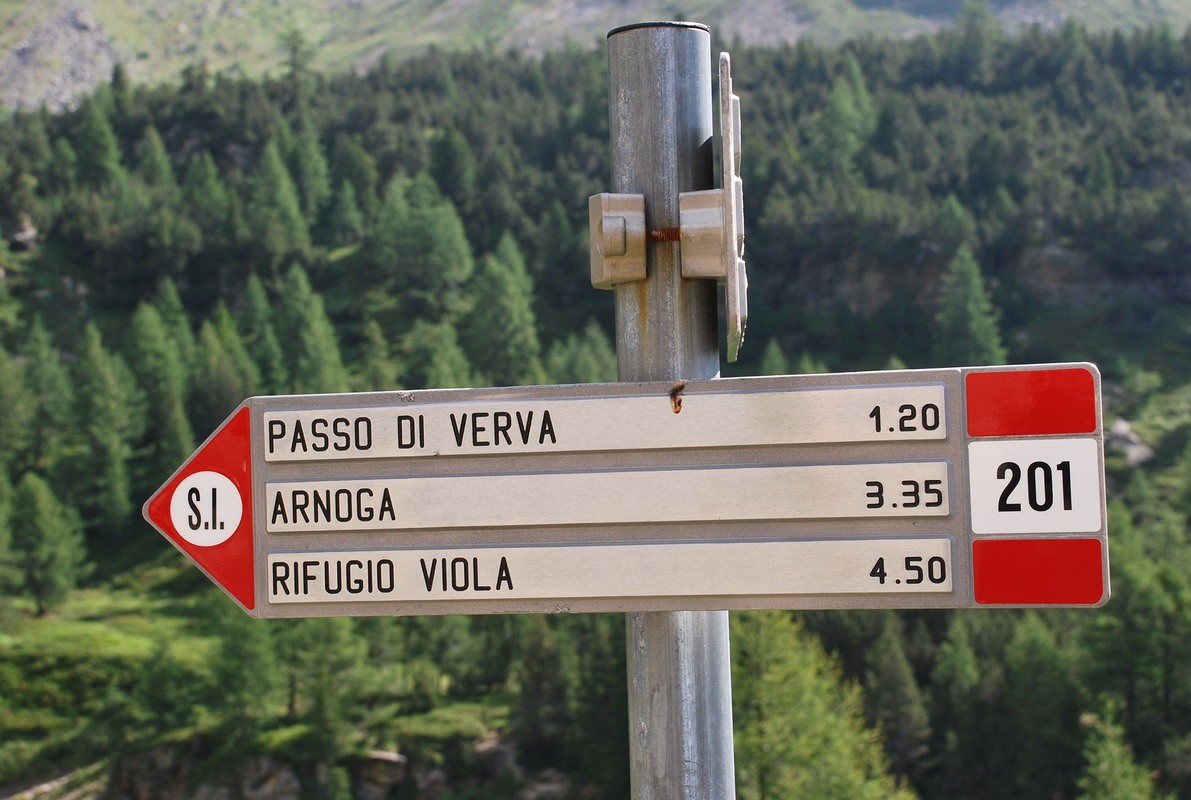 S.I.
PASSO DI VERVA 1.20
ARNOGA 3.35
RIFUGIO VIOLA 4.50
201